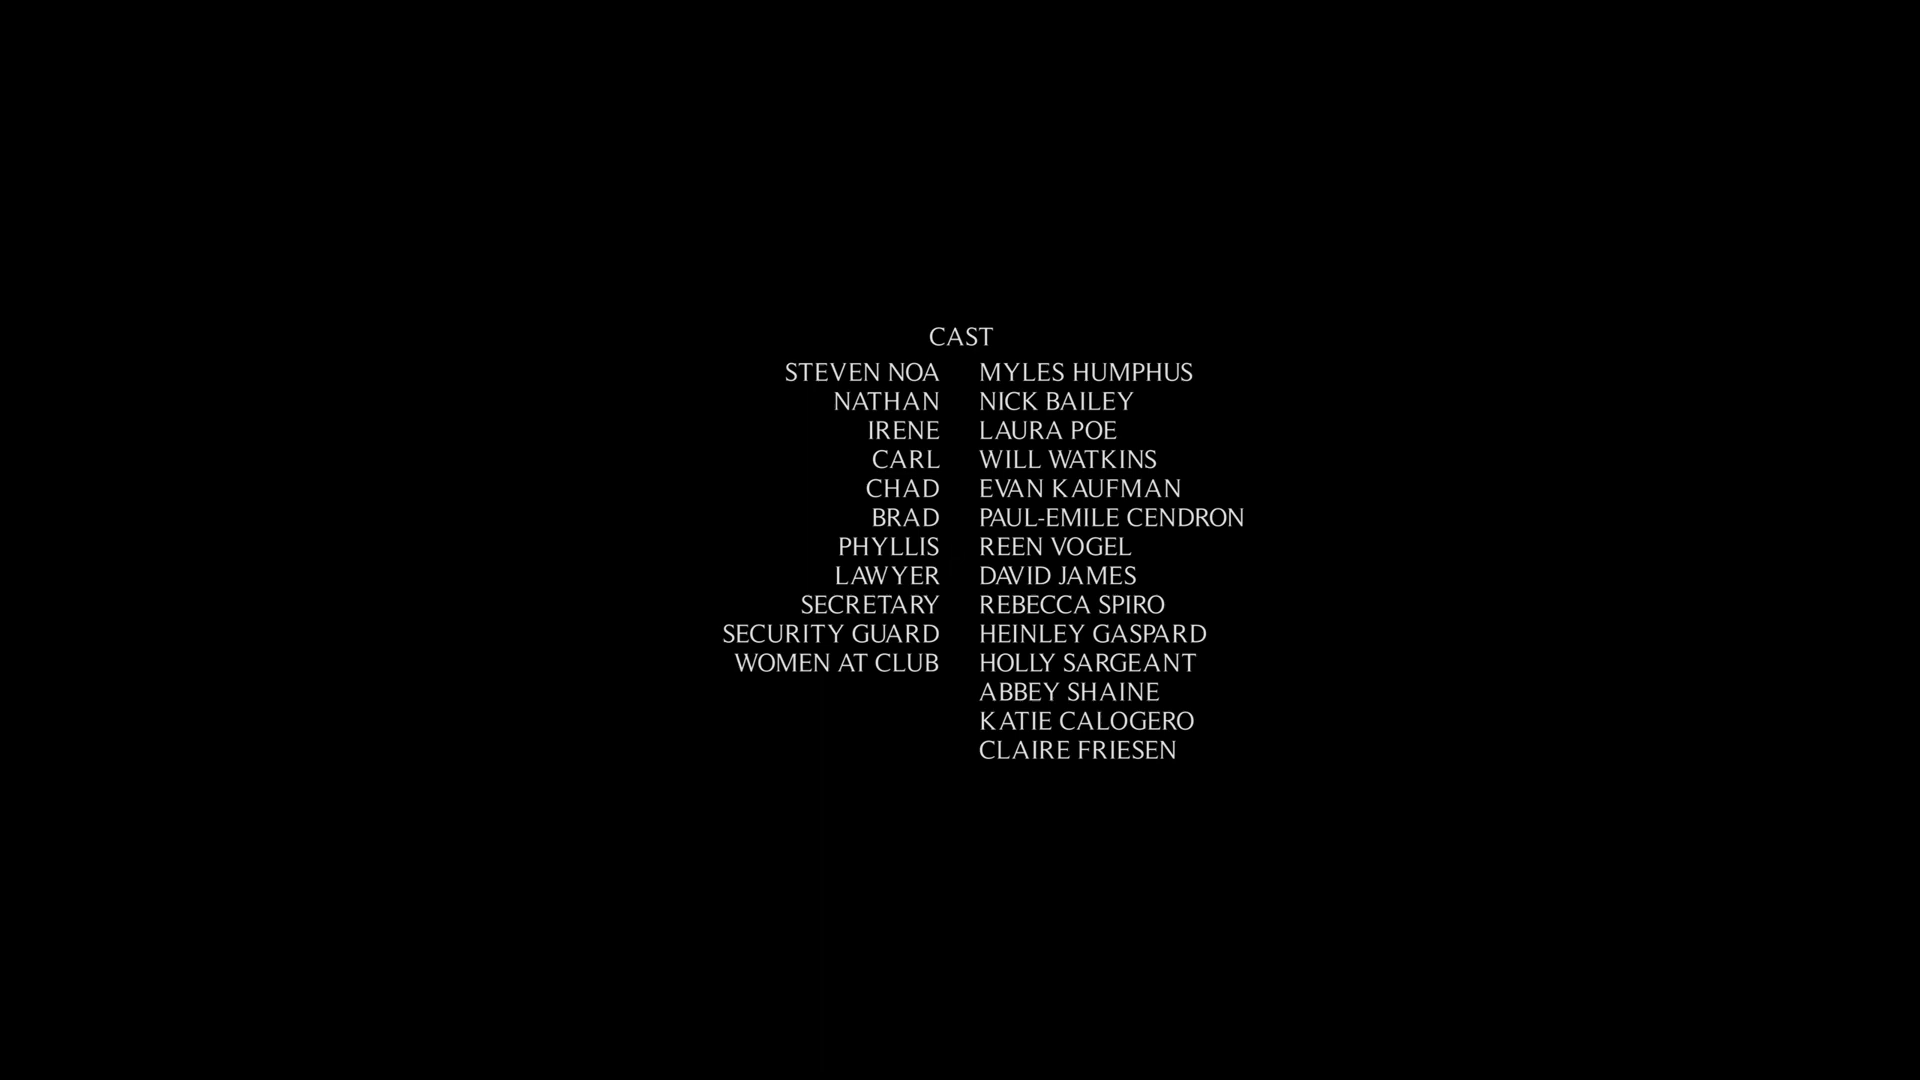 CAST
STEVEN NOA MYLES HUMPHUS
NATHAN NICK BAILEY
IRENE LAURA POE
CARL WILL WATKINS
CHAD EVAN KAUFMAN
BRAD PAUL-EMILE CENDRON
PHYLLIS REEN VOGEL
LAWYER DAVID JAMES
SECRETARY REBECCA SPIRO
SECURITY GUARD HEINLEY GASPARD
WOMEN AT CLUB HOLLY SARGEANT
ABBEY SHAINE
KATIE CALOGERO
CLAIRE FRIESEN